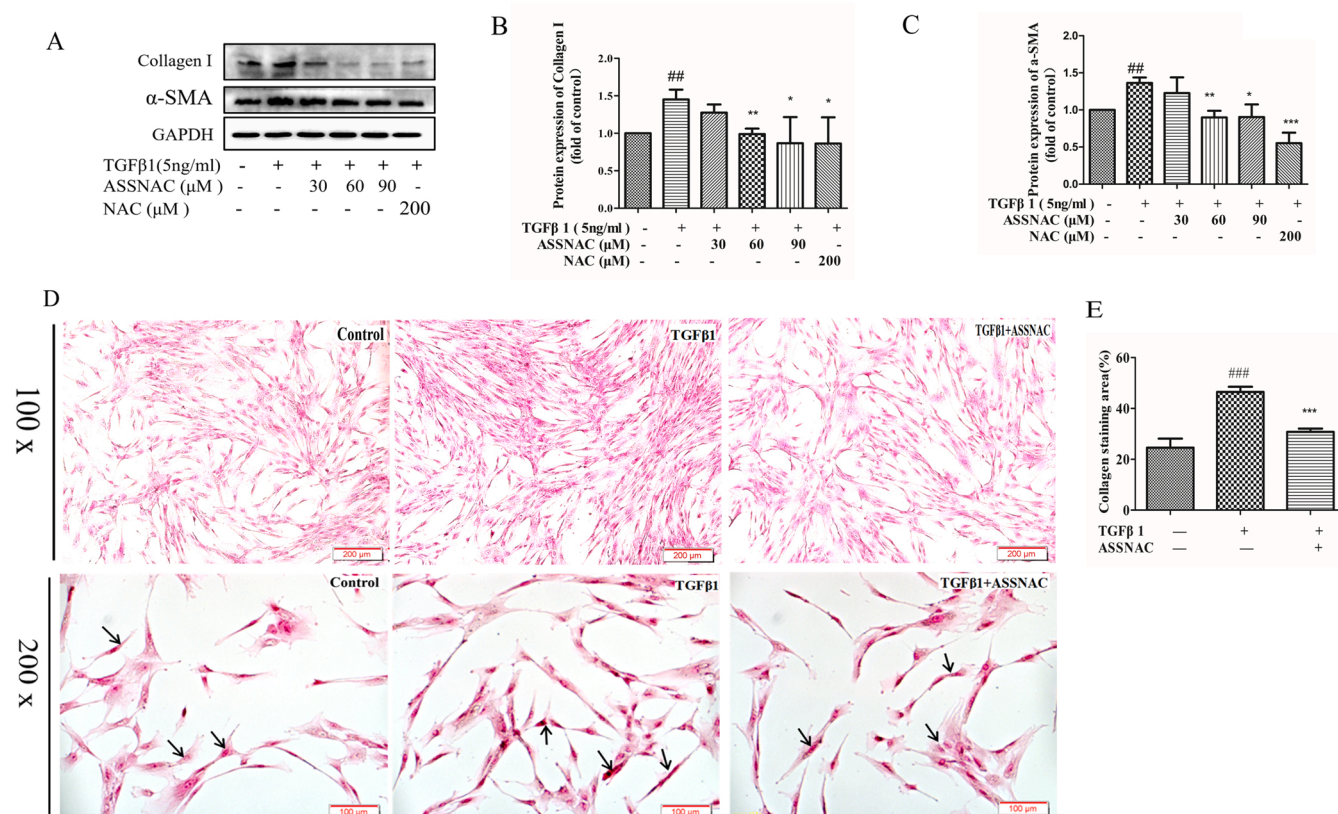 A
Collagen I
α-SMA
GAPDH
TGFβ1(5ng/ml) - + + + + +
ASSNAC (μM) - - 30 60 90 -
NAC (μM ) - - - - - 200
B
Protein expression of Collagen I
(fold of control)
2.0
1.5
1.0
0.5
0.0
## ** * *
TGFβ 1 ( 5ng/ml) - + + + + +
ASSNAC (μM) - - 30 60 90 -
NAC (μM) - - - - - 200
C
Protein expression of a-SMA
(fold of control)
2.0
1.5
1.0
0.5
0.0
## ** * ***
TGFβ 1 ( 5ng/ml) - + + + + +
ASSNAC (μM) - - 30 60 90 -
NAC (μM) - - - - - 200
D
100 x
Control
200 μm
TGFβ1
200 μm
TGFβ1+ASSNAC
200 μm
200 x
Control
100 μm
TGFβ1
100 μm
TGFβ1+ASSNAC
100 μm
E
Collagen staining area(%)
60
40
20
0
### ***
TGFβ 1 — + +
ASSNAC — — +